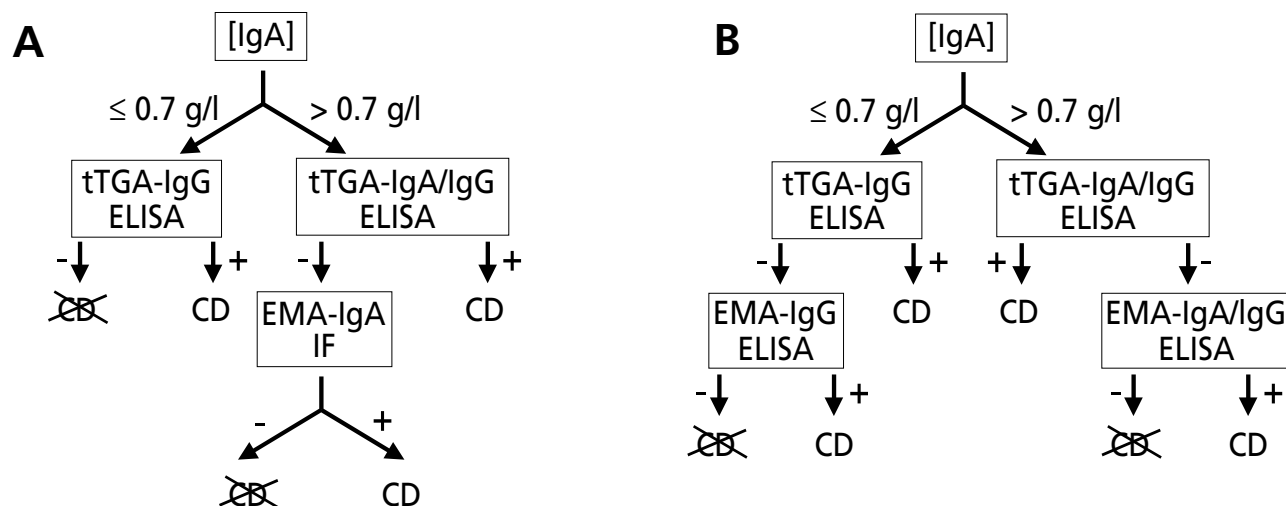 A
[IgA]
≤ 0.7 g/l
> 0.7 g/l
tTGA-IgG
ELISA
tTGA-IgA/IgG
ELISA
-
+
-
+
CD
CD
EMA-IgA
IF
CD
-
+
CD
CD
B
[IgA]
≤ 0.7 g/l
> 0.7 g/l
tTGA-IgG
ELISA
tTGA-IgA/IgG
ELISA
-
+
+
-
EMA-IgG
ELISA
CD
CD
EMA-IgA/IgG
ELISA
-
+
-
+
CD
CD
CD
CD